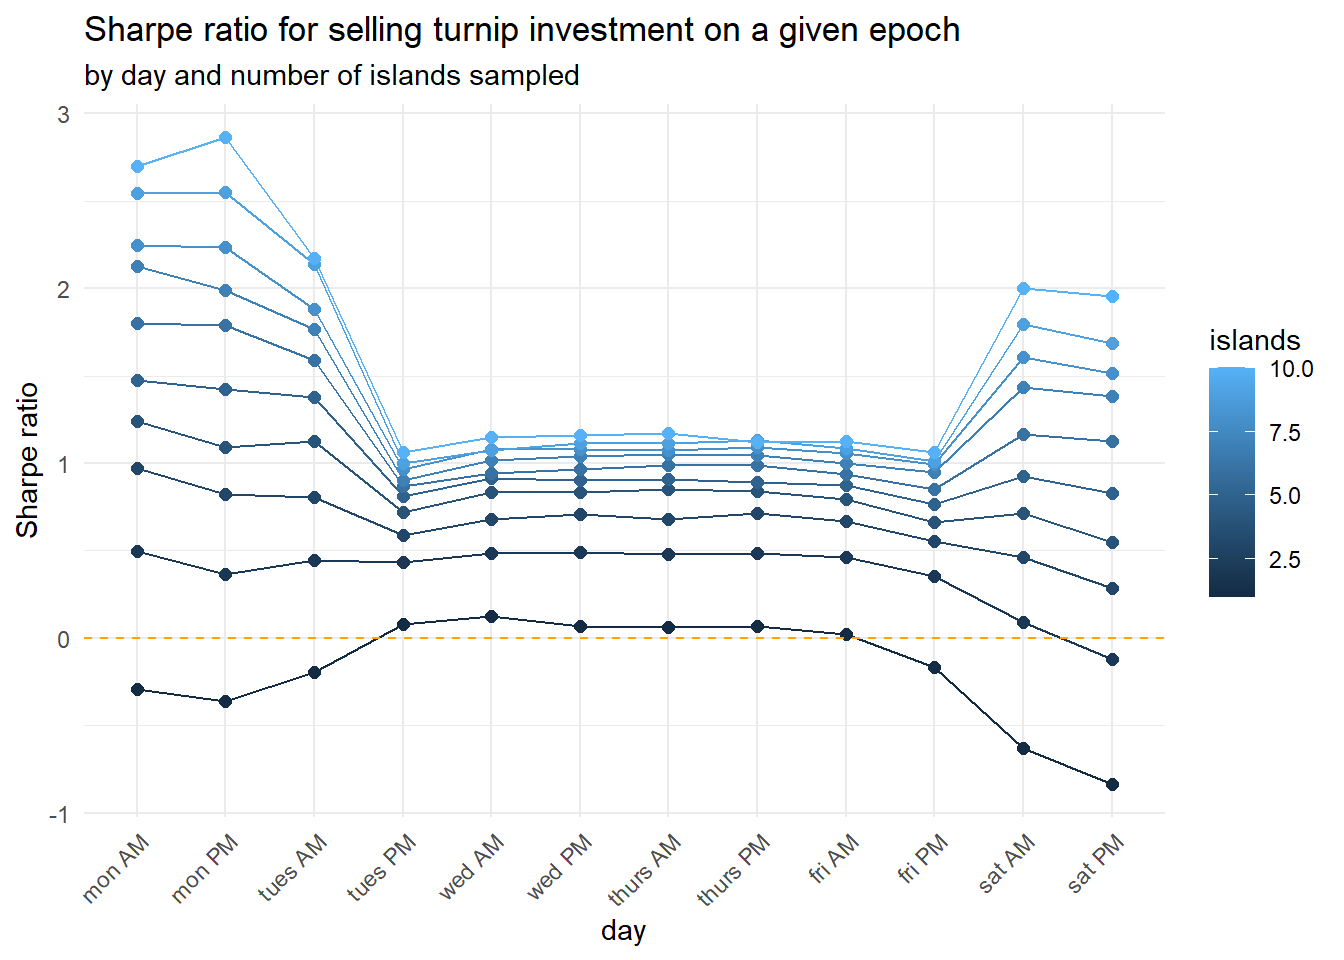 Sharpe ratio for selling turnip investment on a given epoch
by day and number of islands sampled
Sharpe ratio
3
2
1
0
-1
mon AM
mon PM
tues AM
tues PM
wed AM
wed PM
thurs AM
thurs PM
fri AM
fri PM
sat AM
sat PM
day
islands
10.0
7.5
5.0
2.5